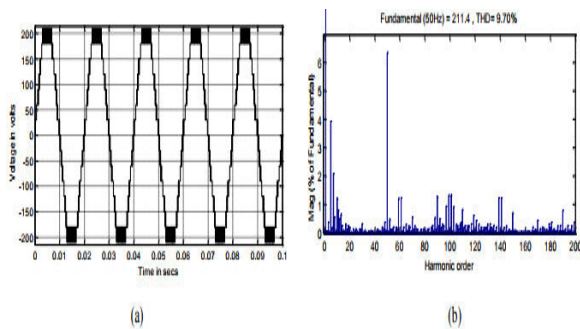 Voltage in volts
200
150
100
50
0
-50
-100
-150
-200
0 0.01 0.02 0.03 0.04 0.05 0.06 0.07 0.08 0.09 0.1
Time in secs
(a)
Fundamental (50Hz) = 211.4 , THD= 9.70%
Mag (% of Fundamental)
6
5
4
3
2
1
0
0 20 40 60 80 100 120 140 160 180 200
Harmonic order
(b)